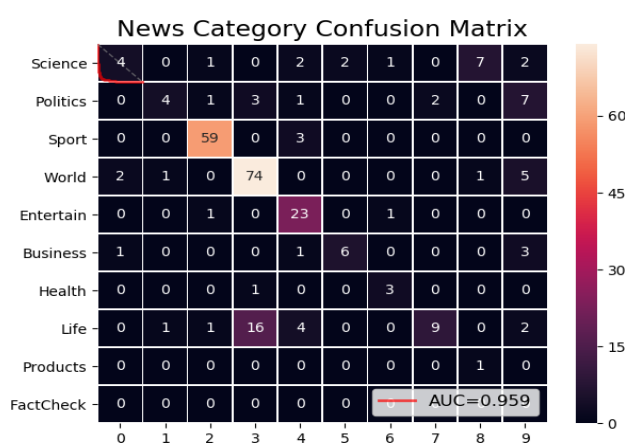 News Category Confusion Matrix
Science 4 0 1 0 2 2 1 0 7 2
Politics 0 4 1 3 1 0 0 2 0 7
Sport 0 0 59 0 3 0 0 0 0 0
World 2 1 0 74 0 0 0 0 1 5
Entertain 0 0 1 0 23 0 1 0 0 0
Business 1 0 0 0 1 6 0 0 0 3
Health 0 0 0 1 0 0 3 0 0 0
Life 0 1 1 16 4 0 0 9 0 2
Products 0 0 0 0 0 0 0 0 1 0
FactCheck 0 0 0 0 0 0
AUC=0.959
0 1 2 3 4 5 6 7 8 9
60
45
30
15
0